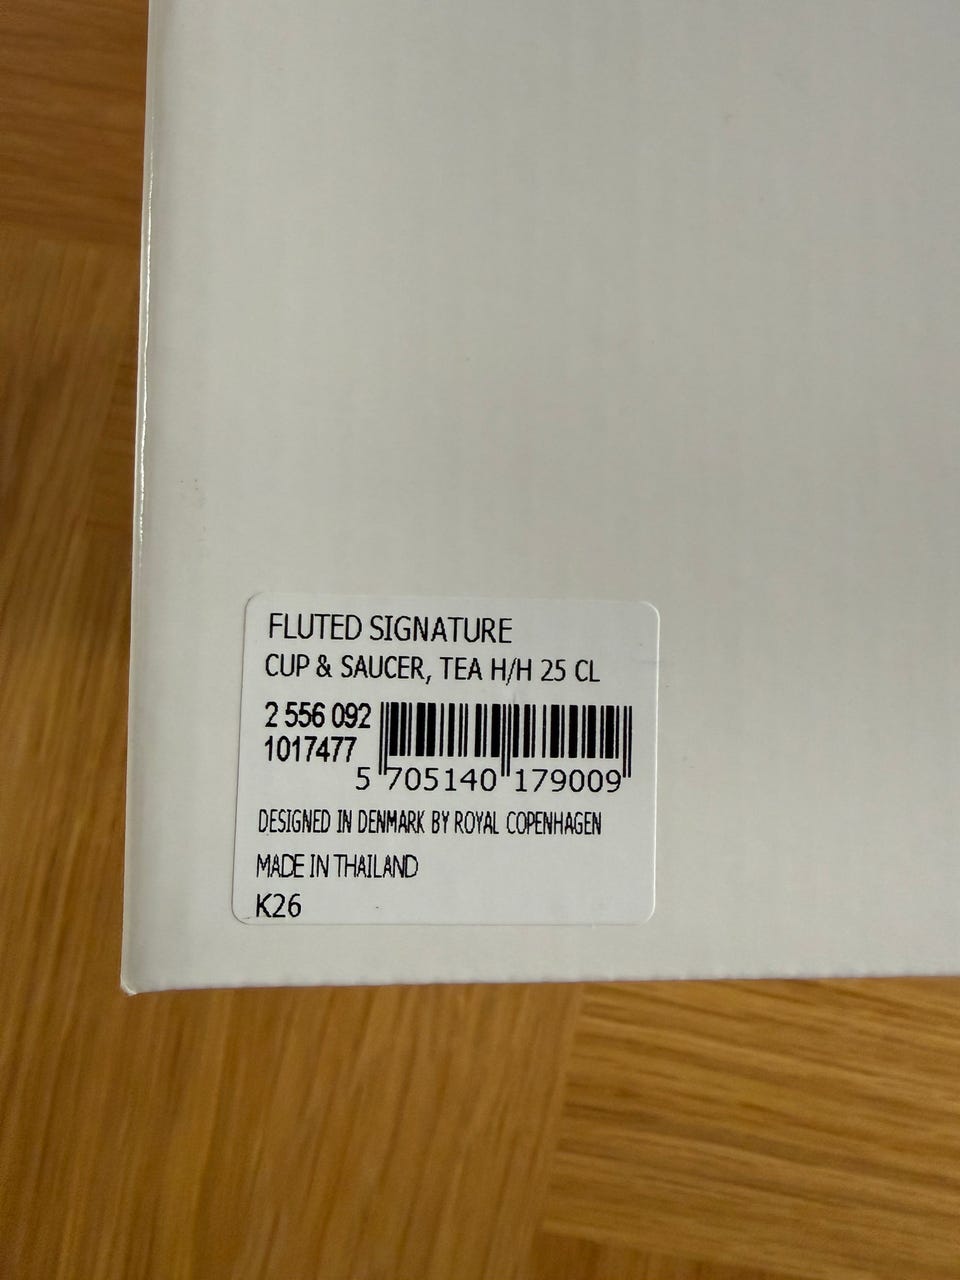 FLUTED SIGNATURE
CUP & SAUCER, TEA H/H 25 CL
2 556 092
1017477
5 705140 179009
DESIGNED IN DENMARK BY ROYAL COPENHAGEN
MADE IN THAILAND
K26